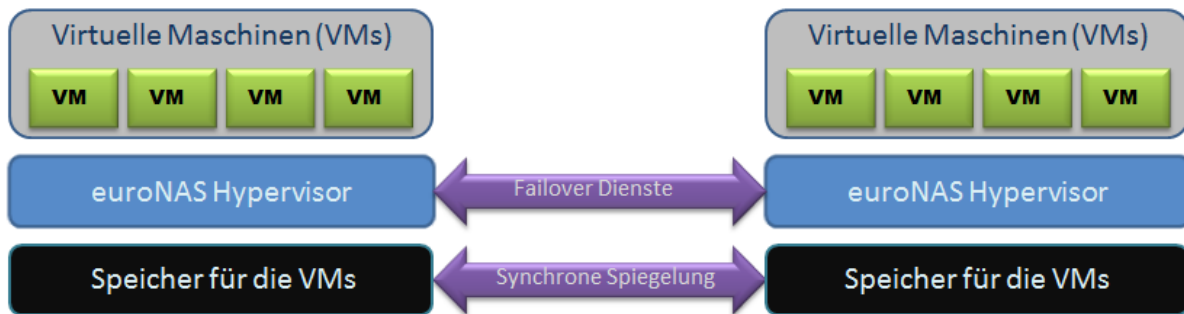 Virtuelle Maschinen (VMs)
VM VM VM VM
euroNAS Hypervisor
Speicher für die VMs
Failover Dienste
Synchrone Spiegelung
Virtuelle Maschinen (VMs)
VM VM VM VM
euroNAS Hypervisor
Speicher für die VMs